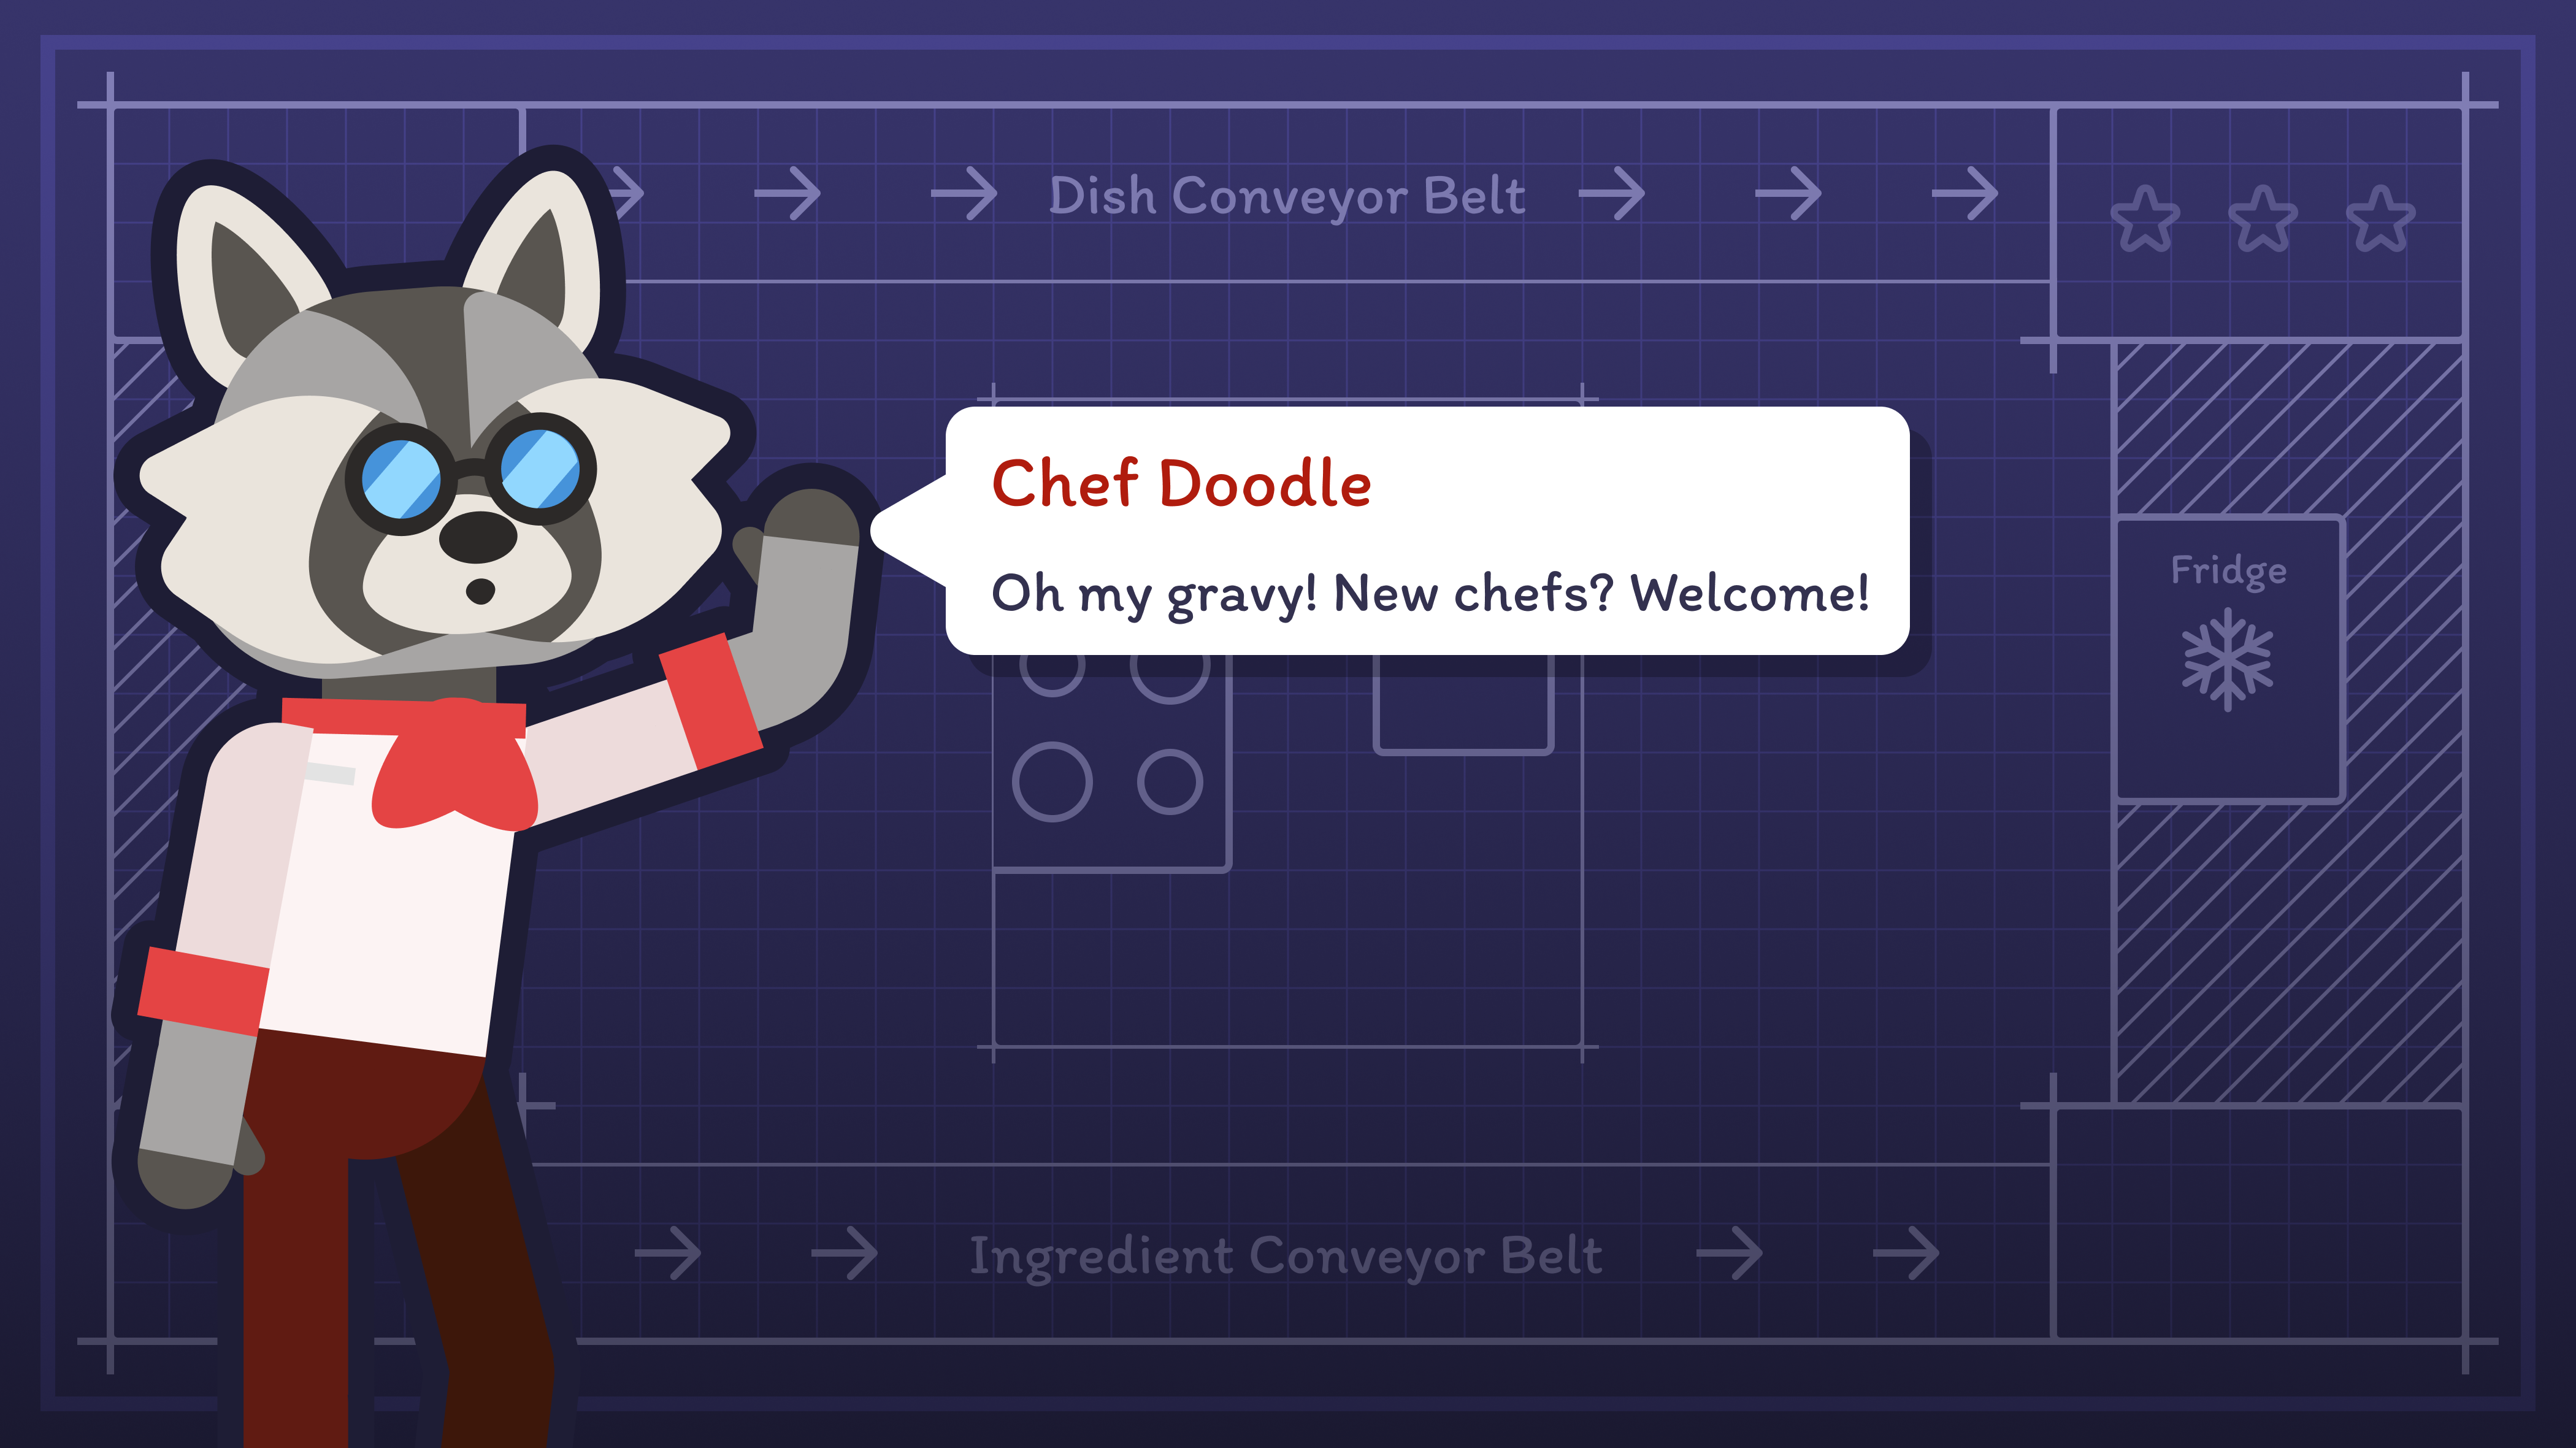 Dish Conveyor Belt
Chef Doodle
Oh my gravy! New chefs? Welcome!
Fridge
Ingredient Conveyor Belt